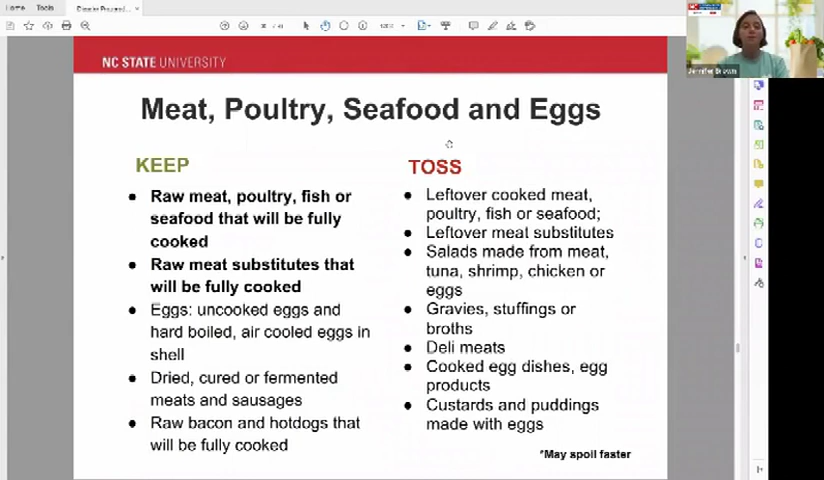 Home Tools
NC STATE UNIVERSITY
Jennifer Brown
Meat, Poultry, Seafood and Eggs
KEEP
● Raw meat, poultry, fish or
seafood that will be fully
cooked
● Raw meat substitutes that
will be fully cooked
● Eggs: uncooked eggs and
hard boiled, air cooled eggs in
shell
● Dried, cured or fermented
meats and sausages
● Raw bacon and hotdogs that
will be fully cooked
TOSS
● Leftover cooked meat,
poultry, fish or seafood;
● Leftover meat substitutes
● Salads made from meat,
tuna, shrimp, chicken or
eggs
● Gravies, stuffings or
broths
● Deli meats
● Cooked egg dishes, egg
products
● Custards and puddings
made with eggs
*May spoil faster